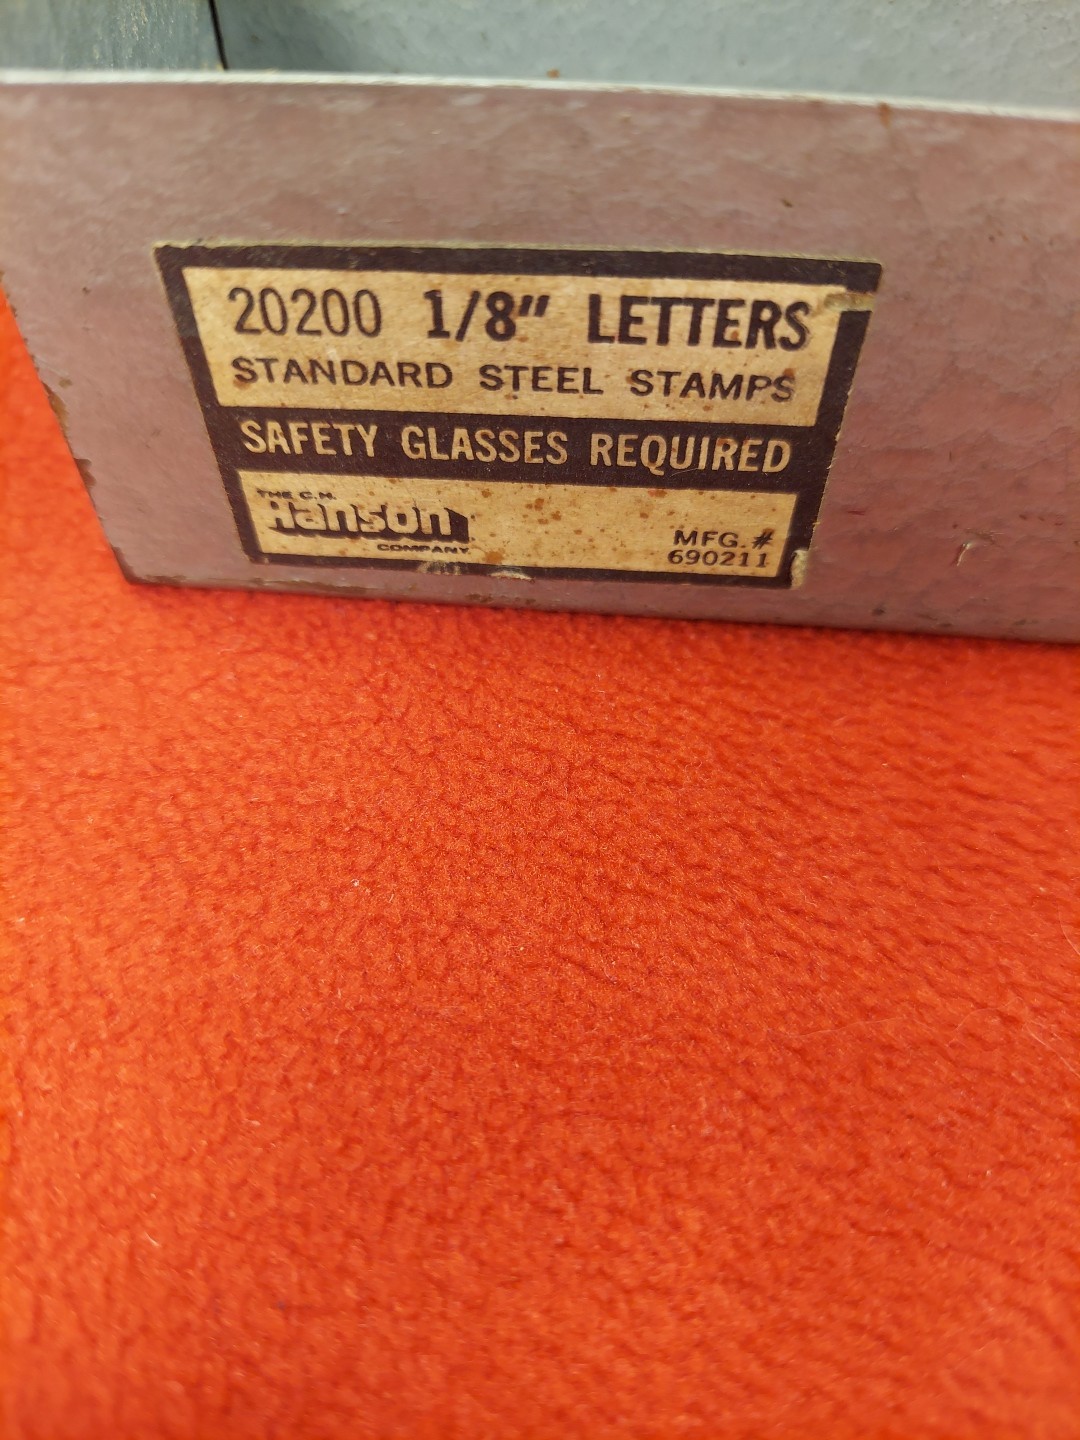 20200 1/8" LETTERS
STANDARD STEEL STAMPS
SAFETY GLASSES REQUIRED
THE C.H.
Hanson
COMPANY
MFG. #
690211